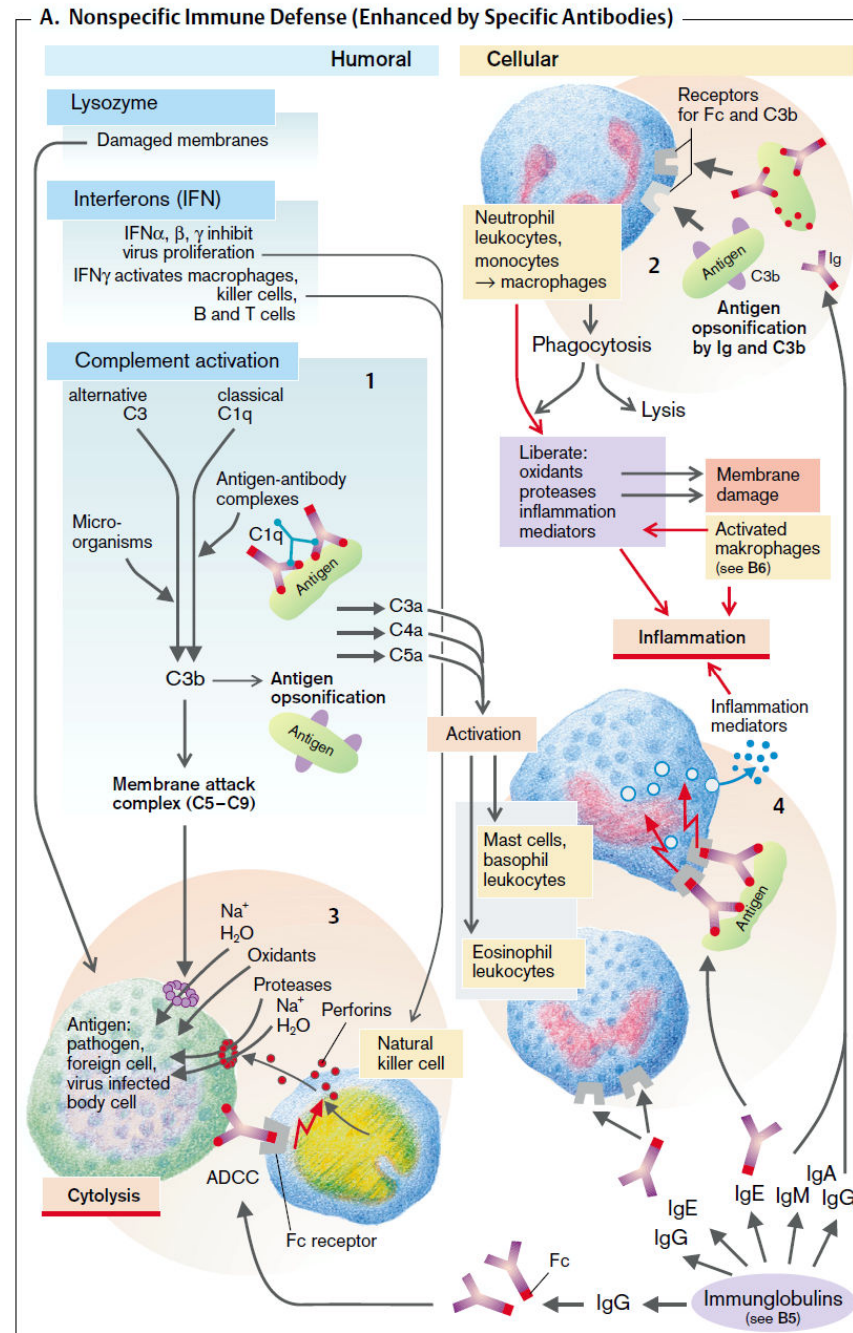 A. Nonspecific Immune Defense (Enhanced by Specific Antibodies)
Humoral
Lysozyme
Damaged membranes
Interferons (IFN)
IFNα, β, γ inhibit
virus proliferation
IFNγ activates macrophages,
killer cells,
B and T cells
Complement activation
1
alternative
C3
classical
C1q
Antigen-antibody
complexes
Micro-
organisms
C1q
Antigen
C3a
C4a
C5a
C3b
Antigen
opsonification
Antigen
Membrane attack
complex (C5–C9)
Cellular
Receptors
for Fc and C3b
Neutrophil
leukocytes,
monocytes
→ macrophages
2
Antigen
C3b
Ig
Antigen
opsonification
by Ig and C3b
Phagocytosis
Lysis
Liberate:
oxidants
proteases
inflammation
mediators
Membrane
damage
Activated
makrophages
(see B6)
Inflammation
Inflammation
mediators
Activation
4
Mast cells,
basophil
leukocytes
Antigen
Eosinophil
leukocytes
3
Na+
H2O
Oxidants
Proteases
Na+
H2O
Perforins
Natural
killer cell
Antigen:
pathogen,
foreign cell,
virus infected
body cell
ADCC
Cytolysis
Fc receptor
IgE
IgG
IgE
IgM
IgA
IgG
Fc
IgG
Immunglobulins
(see B5)